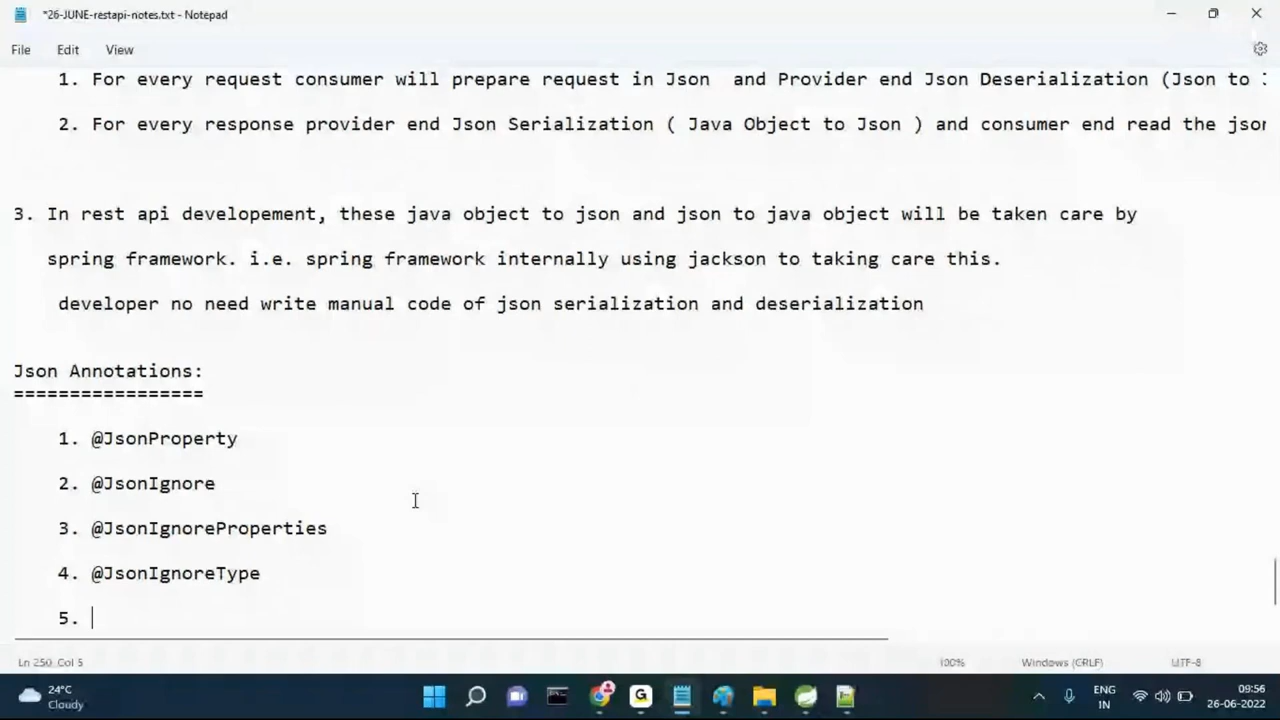 *26-JUNE-restapi-notes.txt - Notepad
File Edit View
1. For every request consumer will prepare request in Json  and Provider end Json Deserialization (Json to
2. For every response provider end Json Serialization ( Java Object to Json ) and consumer end read the json
3. In rest api developement, these java object to json and json to java object will be taken care by
spring framework. i.e. spring framework internally using jackson to taking care this.
developer no need write manual code of json serialization and deserialization
Json Annotations:
=================
1. @JsonProperty
2. @JsonIgnore
3. @JsonIgnoreProperties
4. @JsonIgnoreType
5.
Ln 250, Col 5 100% Windows (CRLF) UTF-8
24°C
Cloudy
ENG
IN
09:56
26-06-2022